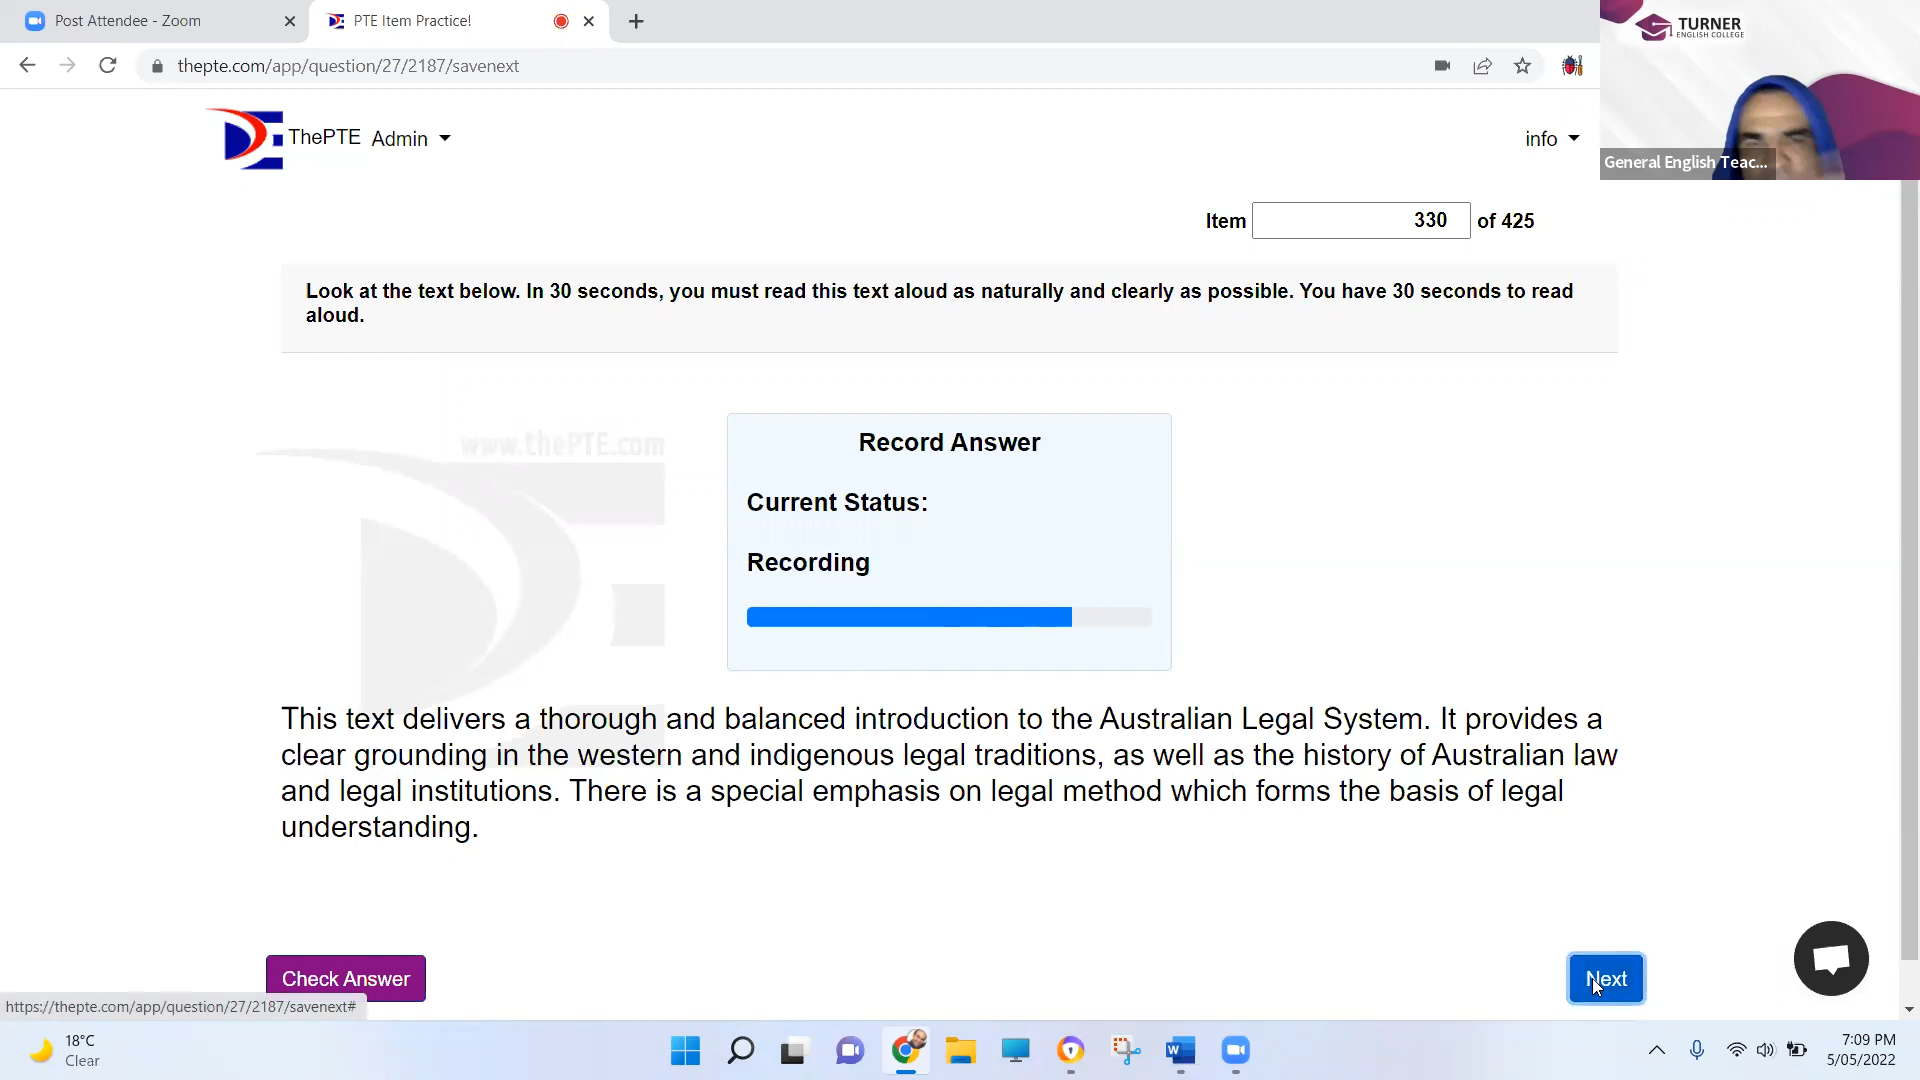 Post Attendee - Zoom
PTE Item Practice!
TURNER
ENGLISH COLLEGE
thepte.com/app/question/27/2187/savenext
ThePTE Admin
info
General English Teac...
Item 330 of 425
Look at the text below. In 30 seconds, you must read this text aloud as naturally and clearly as possible. You have 30 seconds to read
aloud.
www.thePTE.com
Record Answer
Current Status:
Recording
This text delivers a thorough and balanced introduction to the Australian Legal System. It provides a
clear grounding in the western and indigenous legal traditions, as well as the history of Australian law
and legal institutions. There is a special emphasis on legal method which forms the basis of legal
understanding.
Check Answer
Next
https://thepte.com/app/question/27/2187/savenext#
18°C
Clear
7:09 PM
5/05/2022